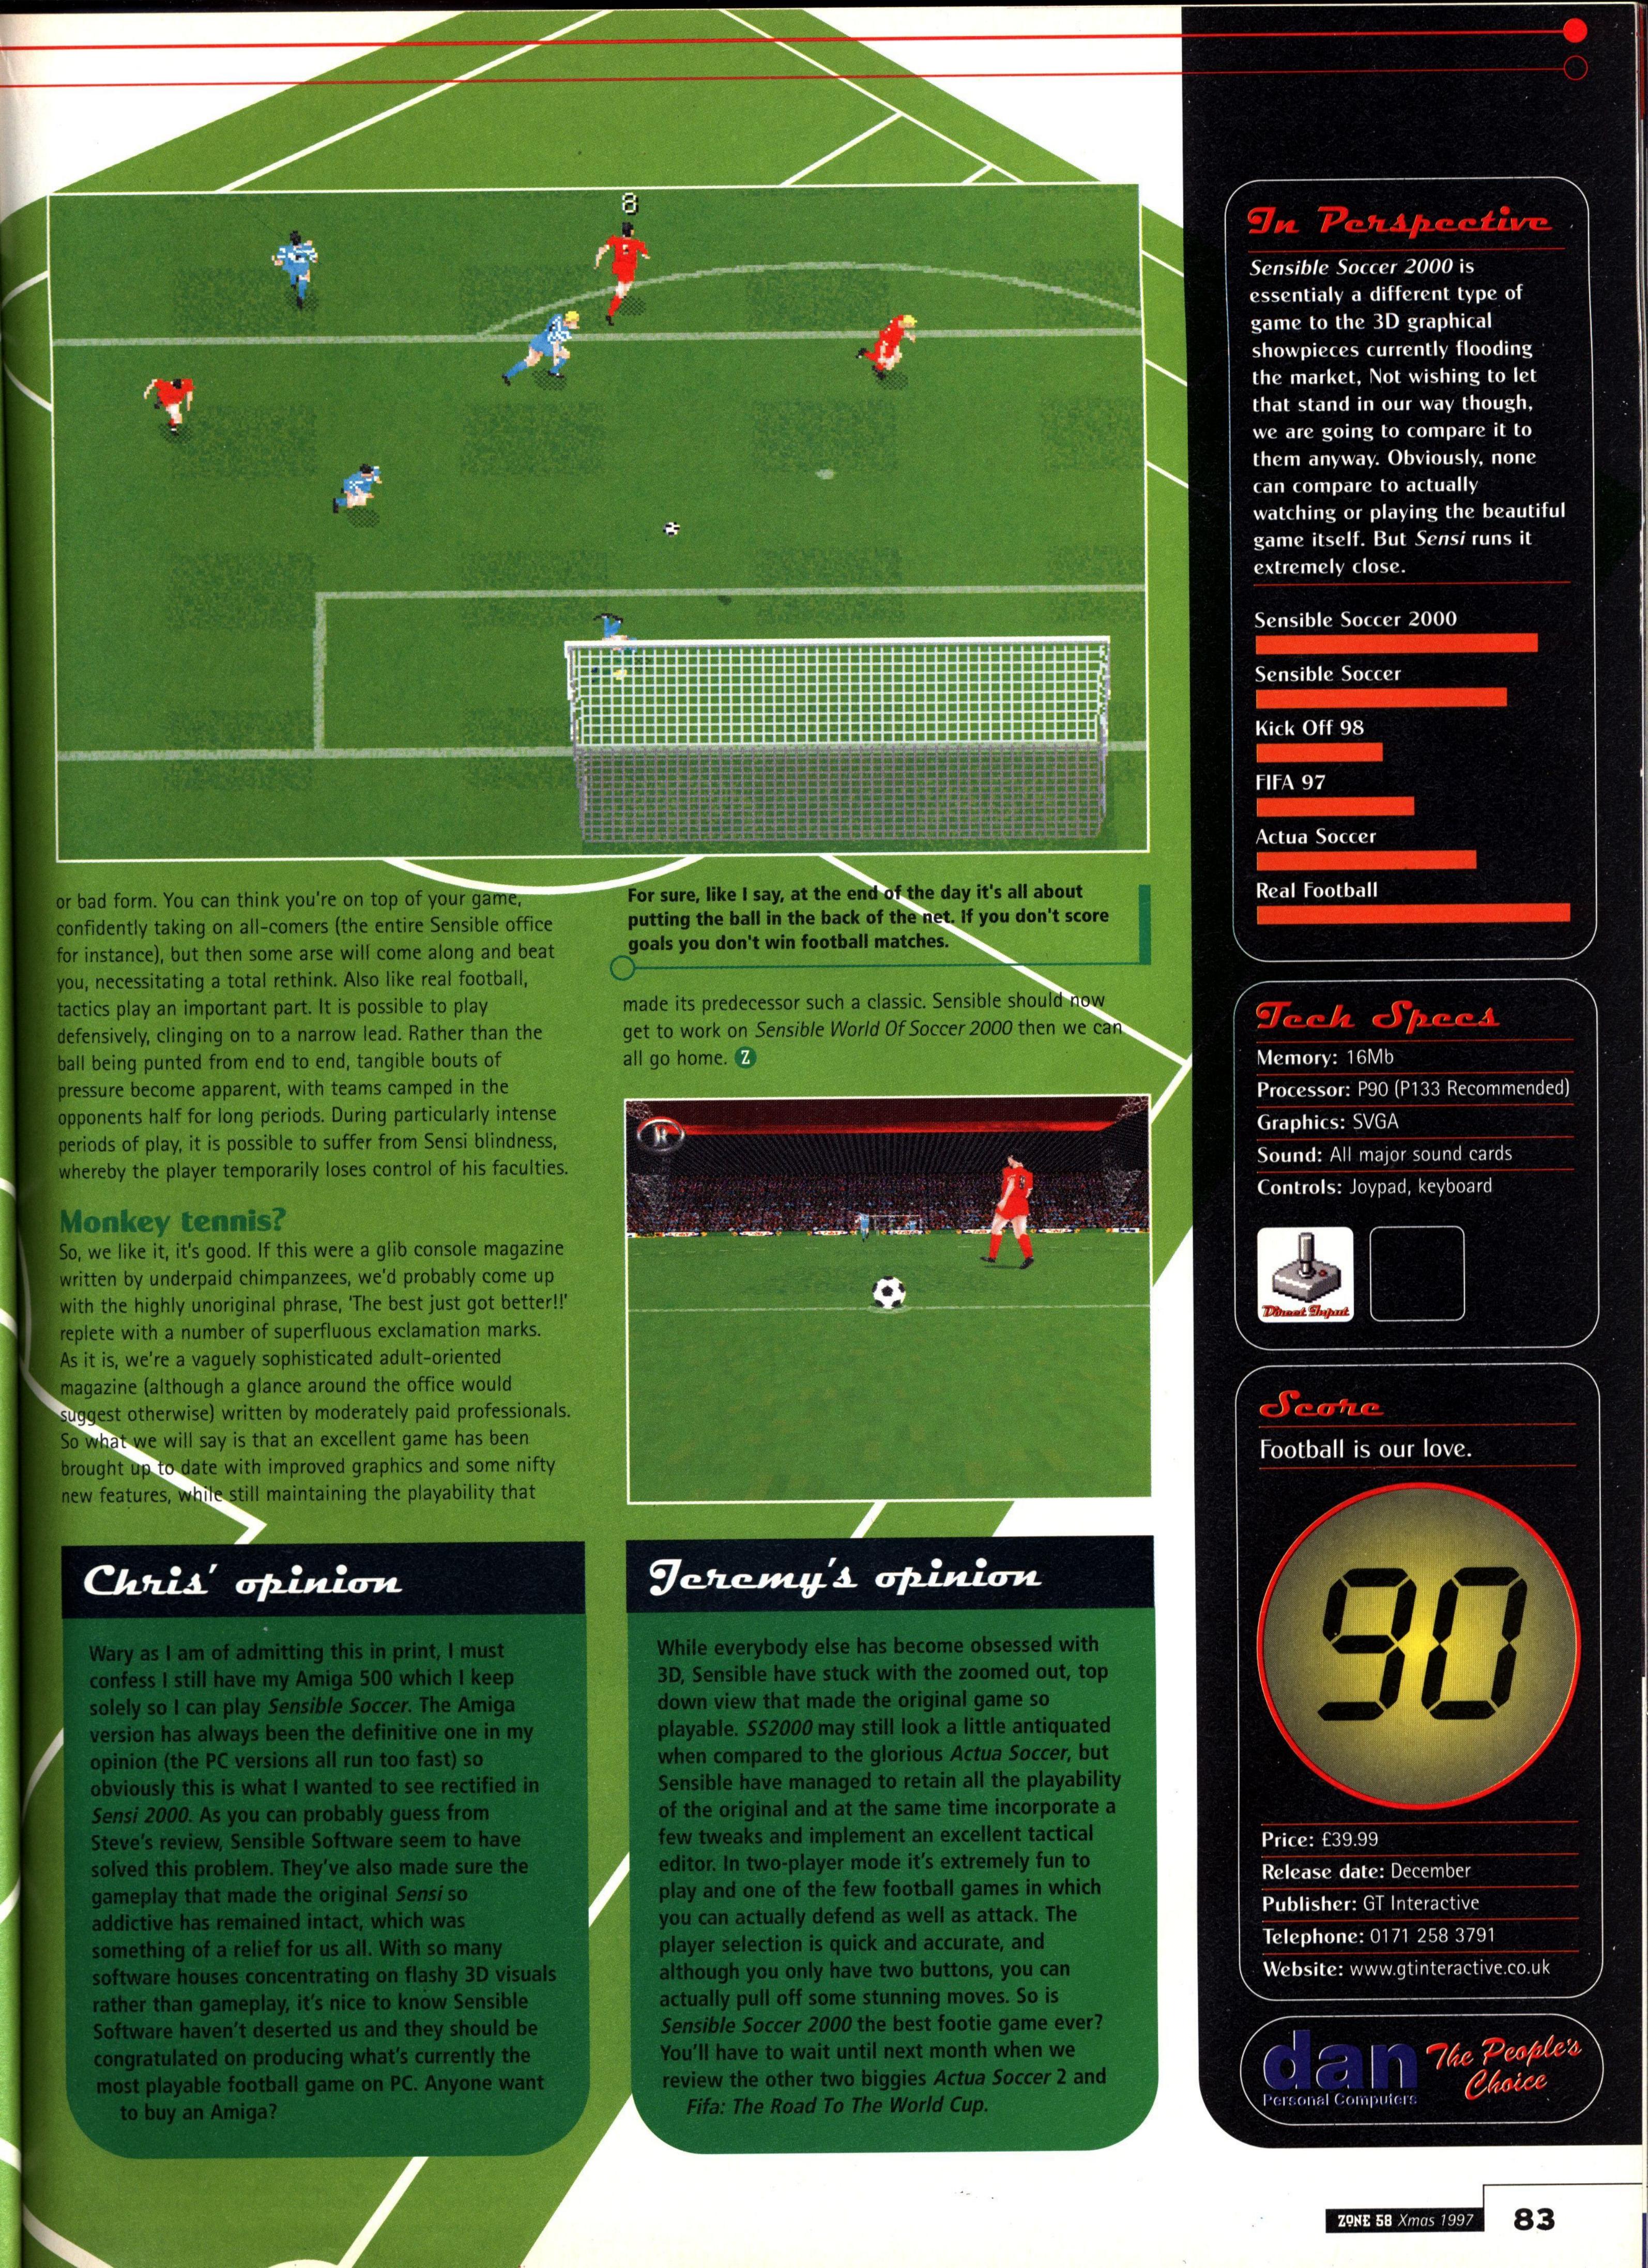 8
or bad form. You can think you're on top of your game,
confidently taking on all-comers (the entire Sensible office
for instance), but then some arse will come along and beat
you, necessitating a total rethink. Also like real football,
tactics play an important part. It is possible to play
defensively, clinging on to a narrow lead. Rather than the
ball being punted from end to end, tangible bouts of
pressure become apparent, with teams camped in the
opponents half for long periods. During particularly intense
periods of play, it is possible to suffer from Sensi blindness,
whereby the player temporarily loses control of his faculties.
Monkey tennis?
So, we like it, it's good. If this were a glib console magazine
written by underpaid chimpanzees, we'd probably come up
with the highly unoriginal phrase, 'The best just got better!!'
replete with a number of superfluous exclamation marks.
As it is, we're a vaguely sophisticated adult-oriented
magazine (although a glance around the office would
suggest otherwise) written by moderately paid professionals.
So what we will say is that an excellent game has been
brought up to date with improved graphics and some nifty
new features, while still maintaining the playability that
For sure, like I say, at the end of the day it's all about
putting the ball in the back of the net. If you don't score
goals you don't win football matches.
made its predecessor such a classic. Sensible should now
get to work on Sensible World Of Soccer 2000 then we can
all go home. Z
R
Chris' opinion
Wary as I am of admitting this in print, I must
confess I still have my Amiga 500 which I keep
solely so I can play Sensible Soccer. The Amiga
version has always been the definitive one in my
opinion (the PC versions all run too fast) so
obviously this is what I wanted to see rectified in
Sensi 2000. As you can probably guess from
Steve's review, Sensible Software seem to have
solved this problem. They've also made sure the
gameplay that made the original Sensi so
addictive has remained intact, which was
something of a relief for us all. With so many
software houses concentrating on flashy 3D visuals
rather than gameplay, it's nice to know Sensible
Software haven't deserted us and they should be
congratulated on producing what's currently the
most playable football game on PC. Anyone want
to buy an Amiga?
Jeremy's opinion
While everybody else has become obsessed with
3D, Sensible have stuck with the zoomed out, top
down view that made the original game so
playable. SS2000 may still look a little antiquated
when compared to the glorious Actua Soccer, but
Sensible have managed to retain all the playability
of the original and at the same time incorporate a
few tweaks and implement an excellent tactical
editor. In two-player mode it's extremely fun to
play and one of the few football games in which
you can actually defend as well as attack. The
player selection is quick and accurate, and
although you only have two buttons, you can
actually pull off some stunning moves. So is
Sensible Soccer 2000 the best footie game ever?
You'll have to wait until next month when we
review the other two biggies Actua Soccer 2 and
Fifa: The Road To The World Cup.
In Perspective
Sensible Soccer 2000 is
essentialy a different type of
game to the 3D graphical
showpieces currently flooding
the market, Not wishing to let
that stand in our way though,
we are going to compare it to
them anyway. Obviously, none
can compare to actually
watching or playing the beautiful
game itself. But Sensi runs it
extremely close.
Sensible Soccer 2000
Sensible Soccer
Kick Off 98
FIFA 97
Actua Soccer
Real Football
Tech Specs
Memory: 16Mb
Processor: P90 (P133 Recommended)
Graphics: SVGA
Sound: All major sound cards
Controls: Joypad, keyboard
Direct Input
Score
Football is our love.
90
Price: £39.99
Release date: December
Publisher: GT Interactive
Telephone: 0171 258 3791
Website: www.gtinteractive.co.uk
dan
Personal Computers
The People's
Choice
ZONE 58 Xmas 1997 83